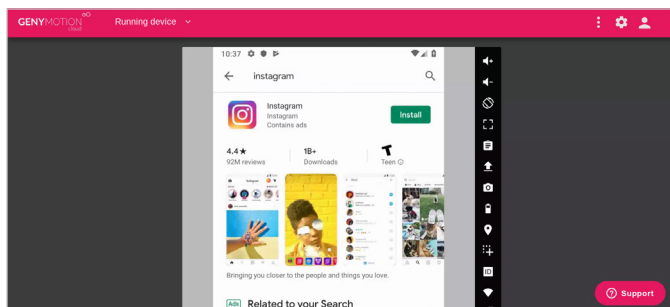 GENYMOTION
cloud
Running device
10:37
instagram
Instagram
Instagram
Contains ads
Install
4.4★
92M reviews
1B+
Downloads
Teen
Bringing you closer to the people and things you love.
Ads Related to your Search
ID
Support